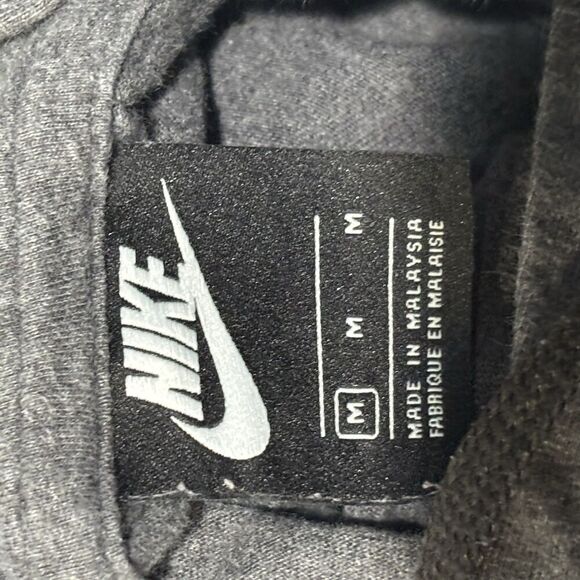 NIKE
M M M
MADE IN MALAYSIA
FABRIQUE EN MALAISIE